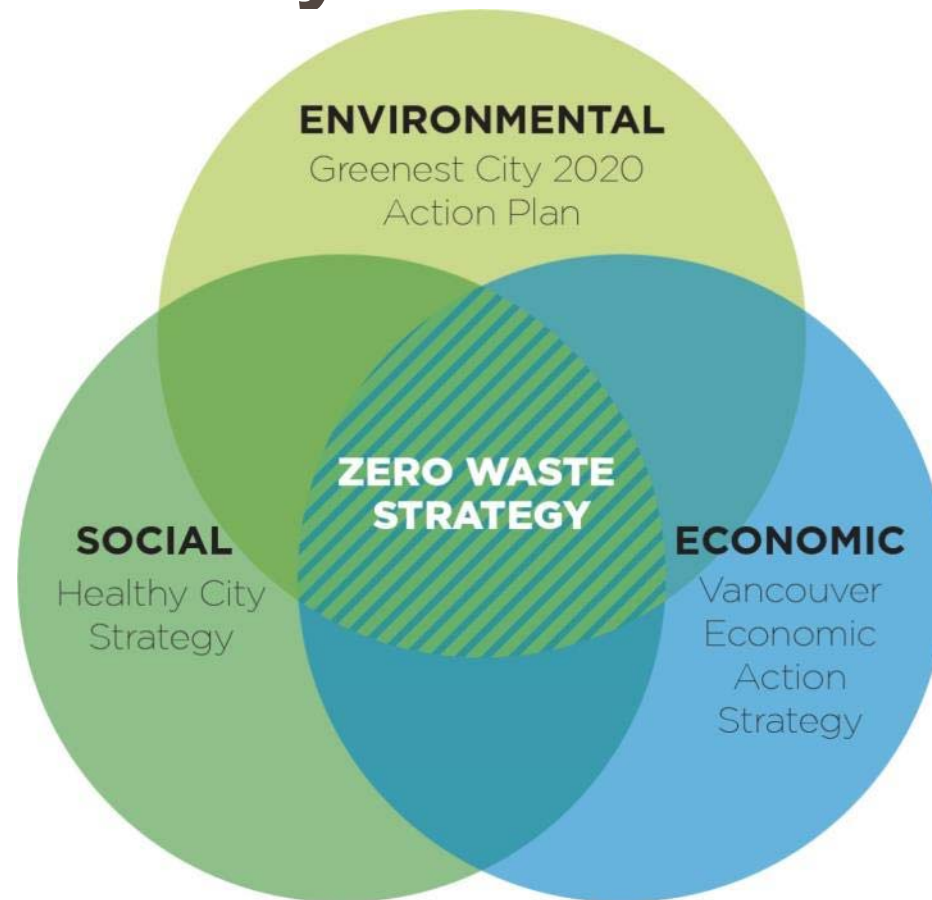 ENVIRONMENTAL
Greenest City 2020
Action Plan
ZERO WASTE
STRATEGY
SOCIAL
Healthy City
Strategy
ECONOMIC
Vancouver
Economic
Action
Strategy